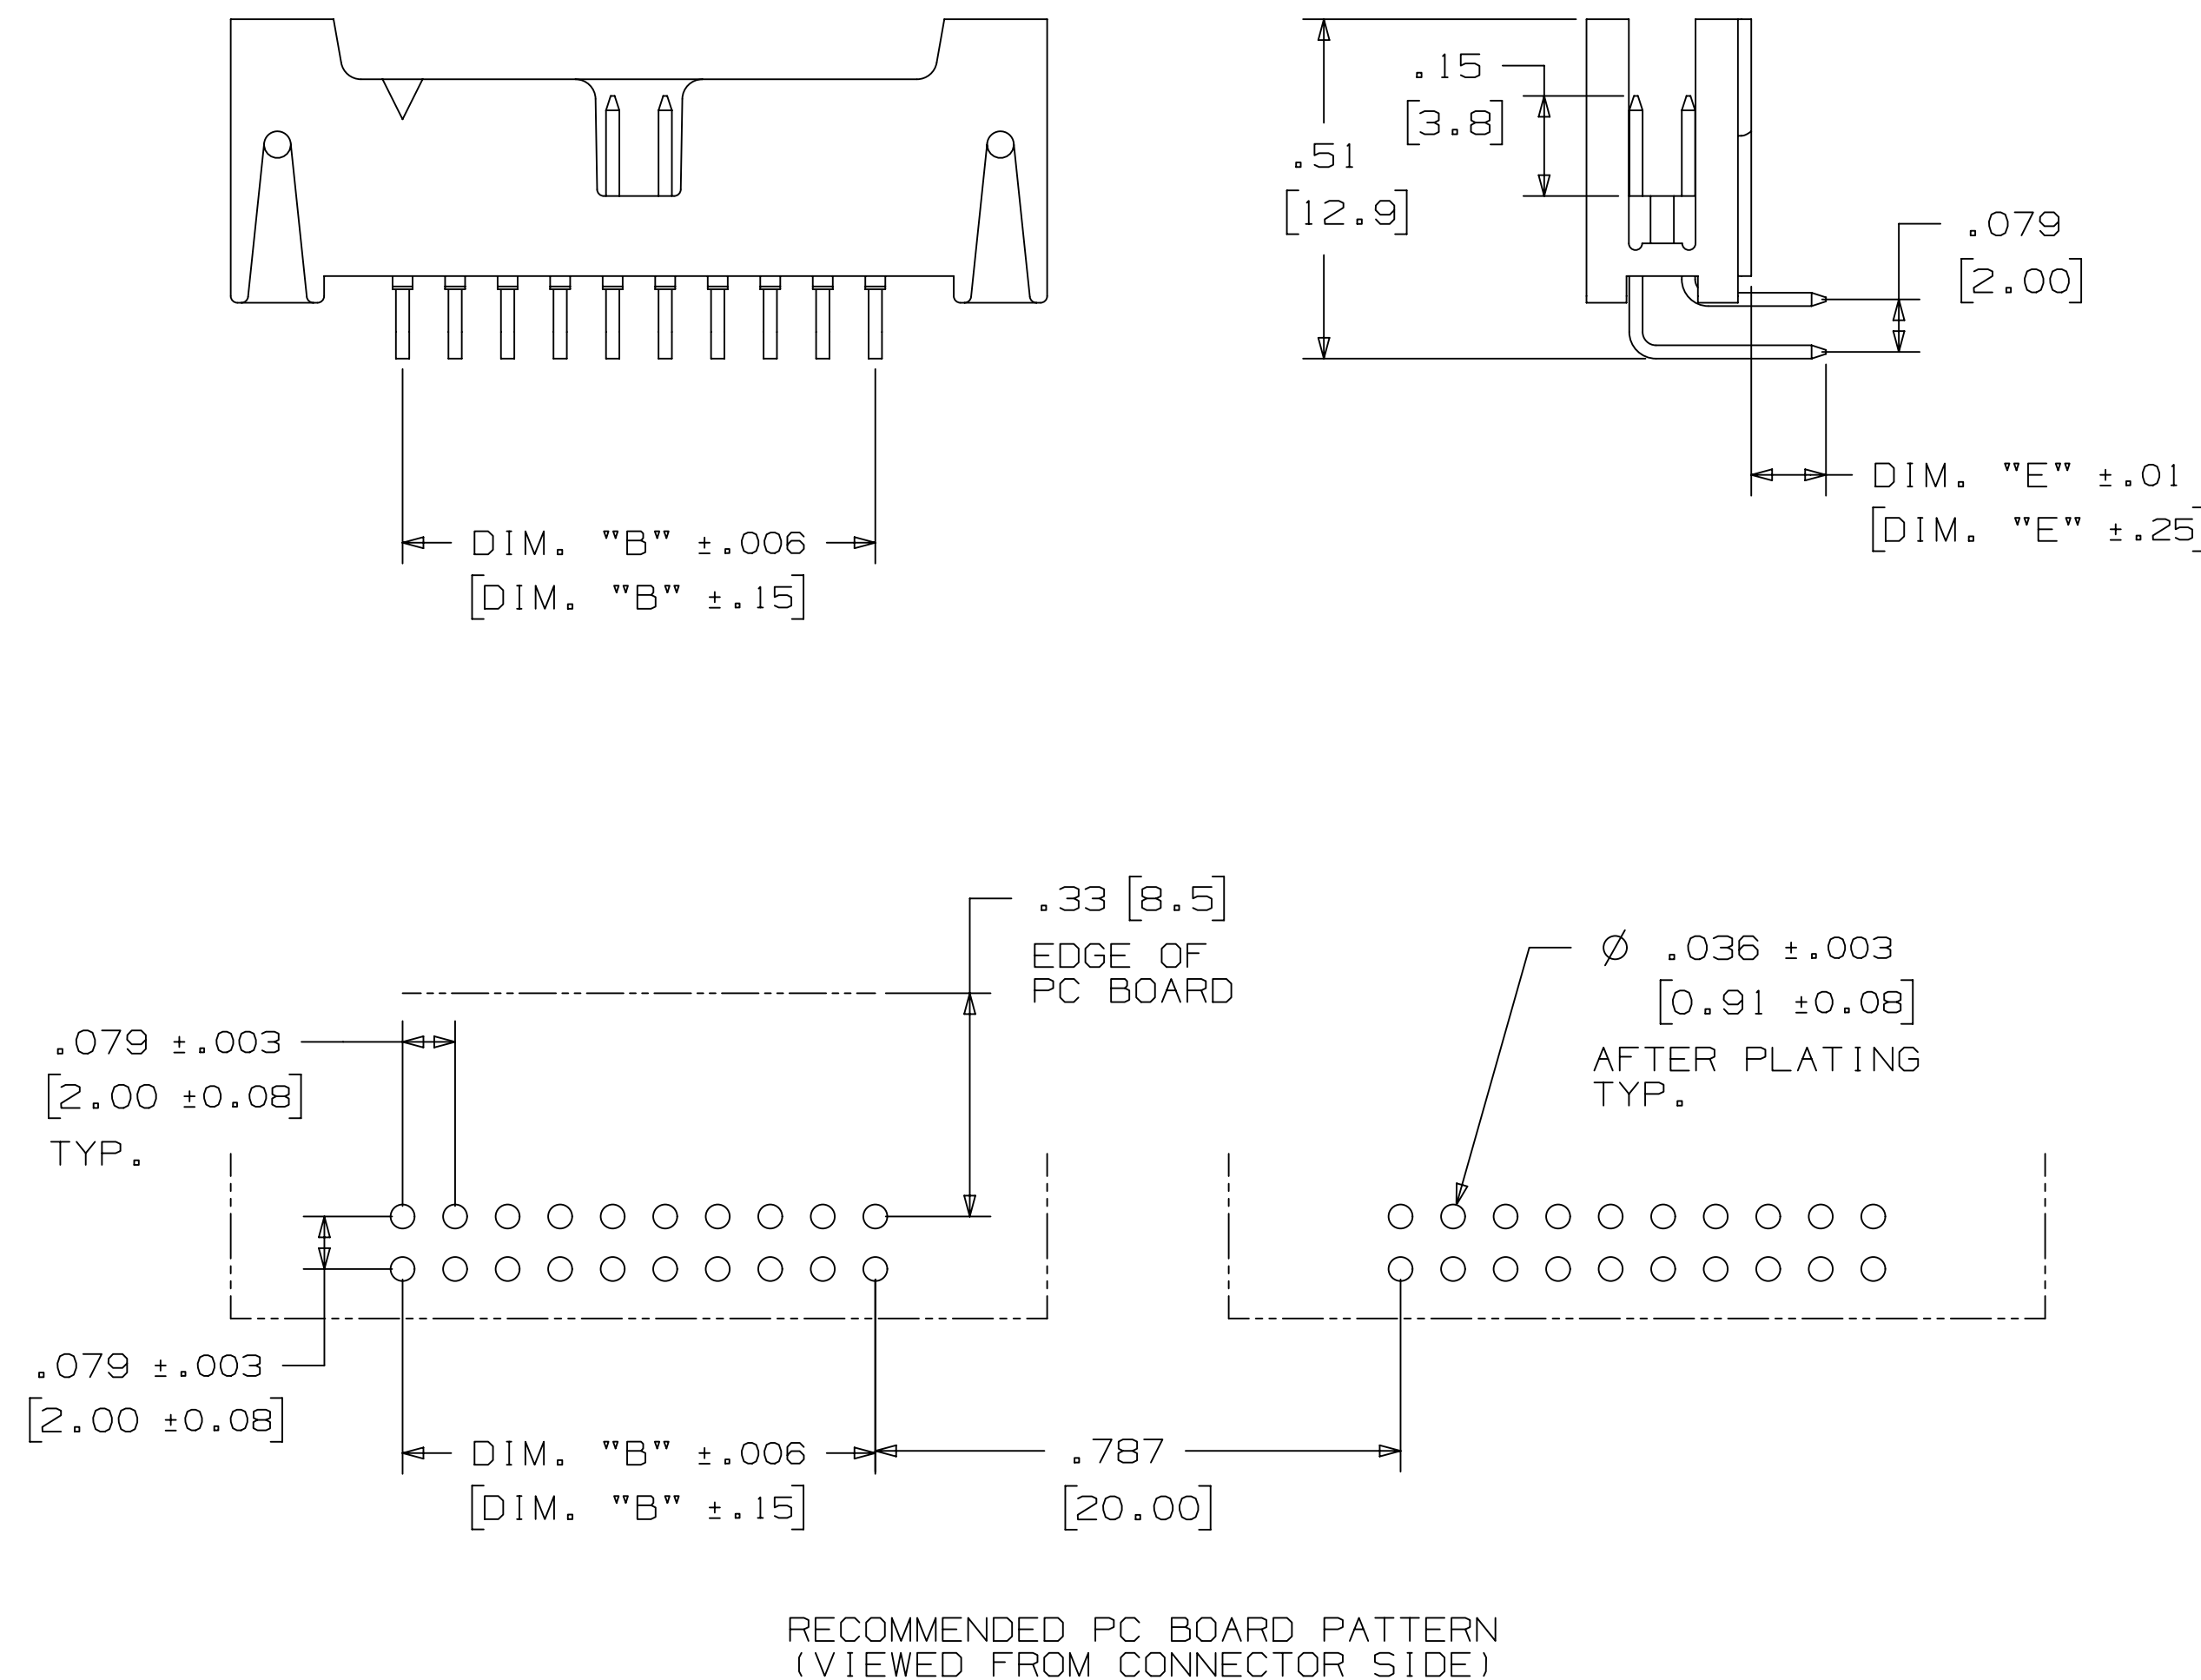 .15
[3.8]
.51
[12.9]
.079
[2.00]
DIM. "E" ±.01
[DIM. "E" ±.25]
DIM. "B" ±.006
[DIM. "B" ±.15]
.33 [8.5]
EDGE OF
PC BOARD
Ø .036 ±.003
[0.91 ±0.08]
AFTER PLATING
TYP.
.079 ±.003
[2.00 ±0.08]
TYP.
.079 ±.003
[2.00 ±0.08]
DIM. "B" ±.006
[DIM. "B" ±.15]
.787
[20.00]
RECOMMENDED PC BOARD PATTERN
(VIEWED FROM CONNECTOR SIDE)